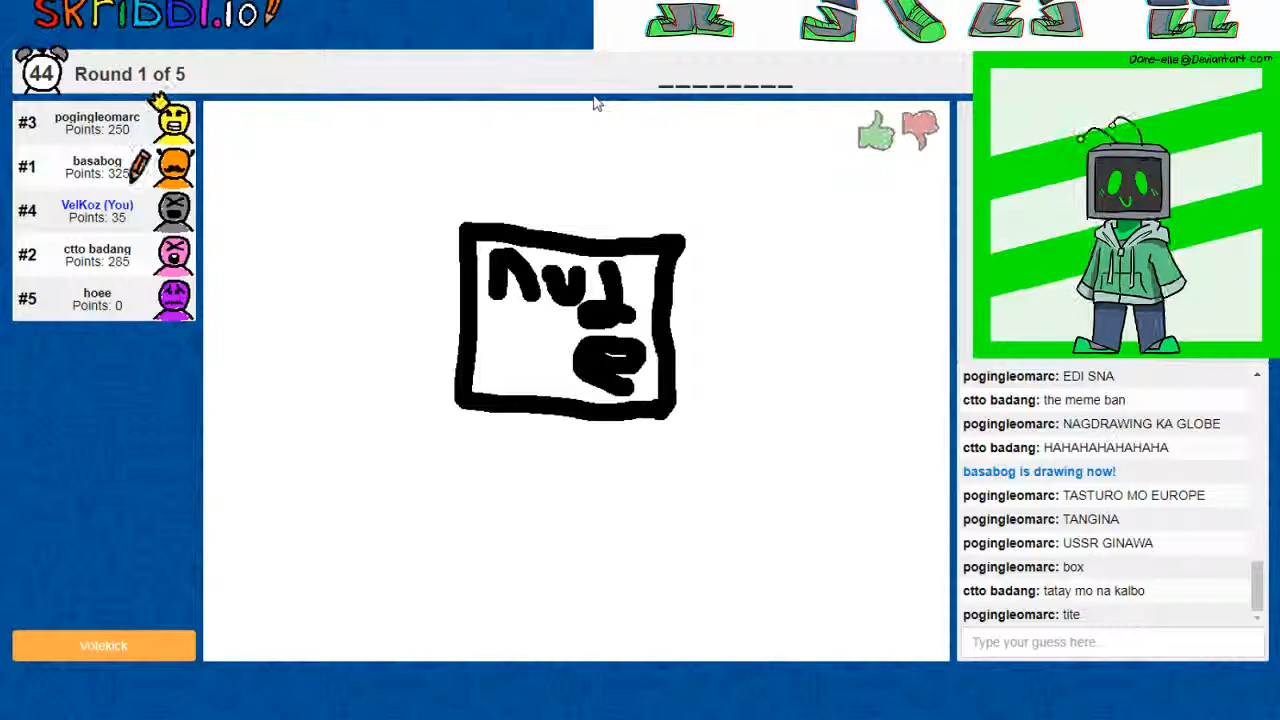 skribbl.io
Dane-elle@Deviantart.com
44
Round 1 of 5
________
#3
pogingleomarc
Points: 250
#1
basabog
Points: 325
#4
VelKoz (You)
Points: 35
#2
ctto badang
Points: 285
#5
hoee
Points: 0
nud
e
pogingleomarc: EDI SNA
ctto badang: the meme ban
pogingleomarc: NAGDRAWING KA GLOBE
ctto badang: HAHAHAHAHAHAHA
basabog is drawing now!
pogingleomarc: TASTURO MO EUROPE
pogingleomarc: TANGINA
pogingleomarc: USSR GINAWA
pogingleomarc: box
ctto badang: tatay mo na kalbo
pogingleomarc: tite
Votekick
Type your guess here...